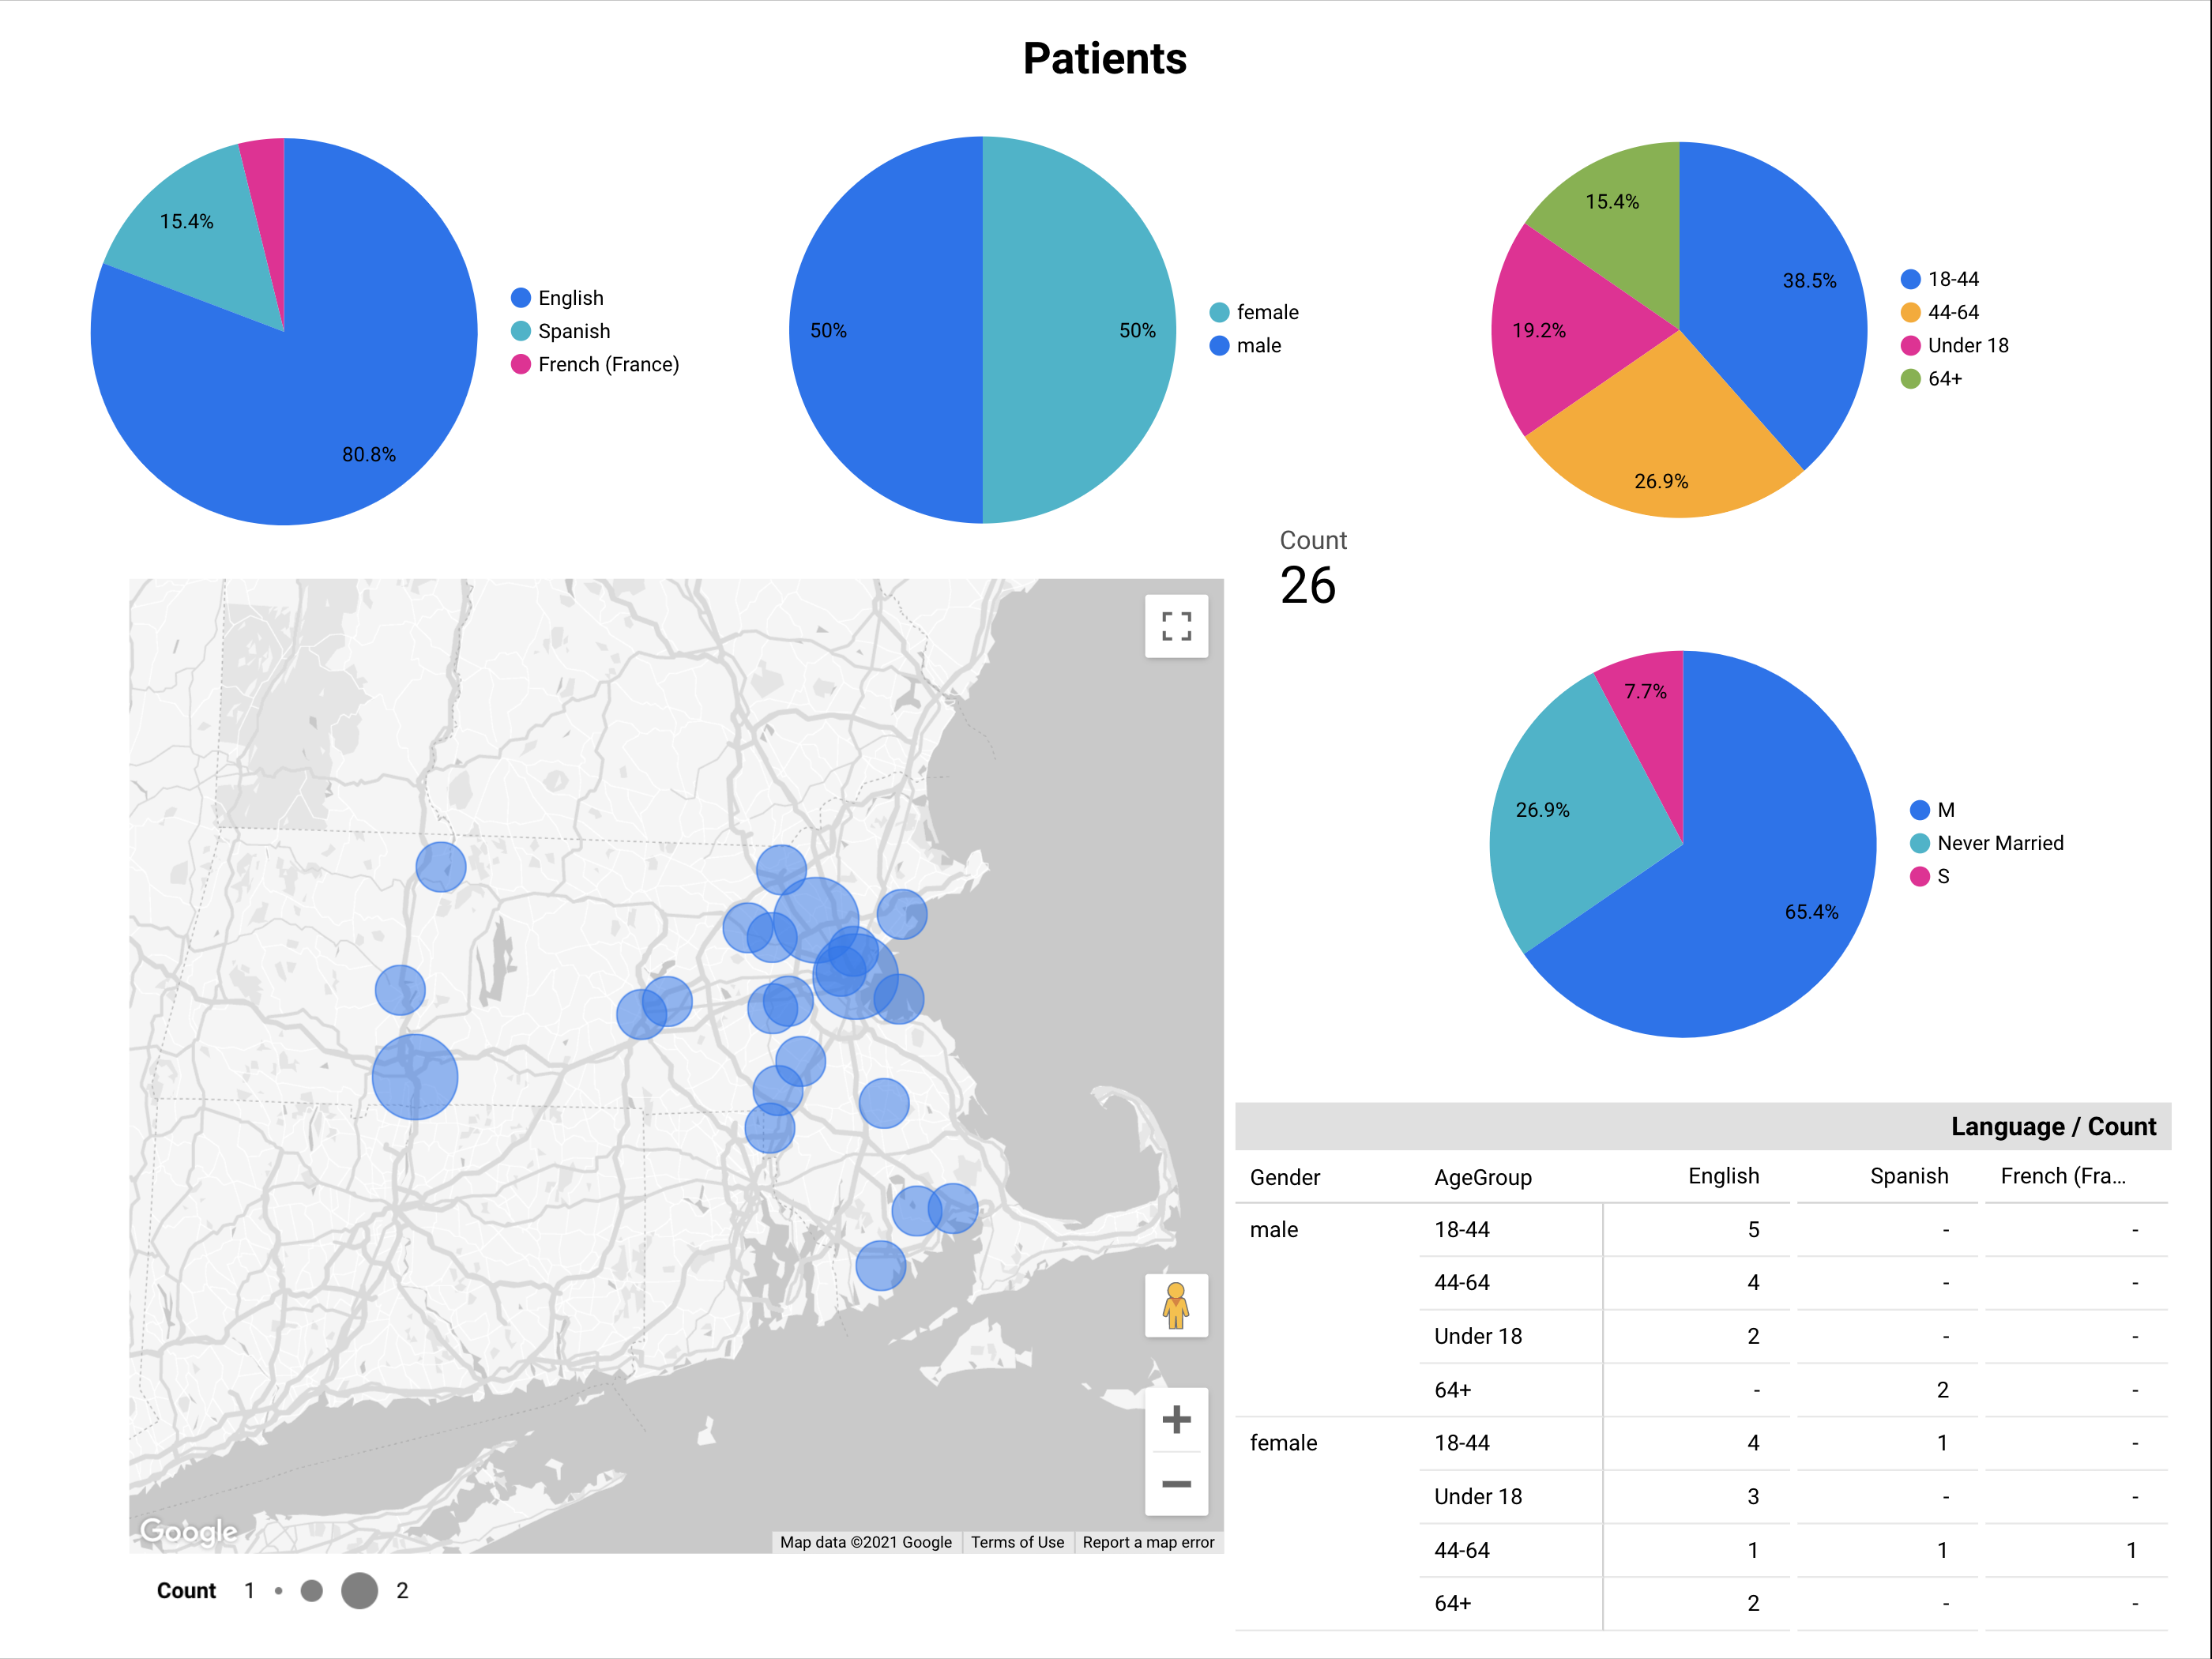 Patients
15.4%
80.8%
English
Spanish
French (France)
50%
50%
female
male
15.4%
38.5%
19.2%
26.9%
18-44
44-64
Under 18
64+
Count
26
7.7%
26.9%
65.4%
M
Never Married
S
Google
Map data ©2021 Google Terms of Use Report a map error
Count 1 2
Language / Count
Gender AgeGroup English Spanish French (Fra...
male 18-44 5 - -
44-64 4 - -
Under 18 2 - -
64+ - 2 -
female 18-44 4 1 -
Under 18 3 - -
44-64 1 1 1
64+ 2 - -